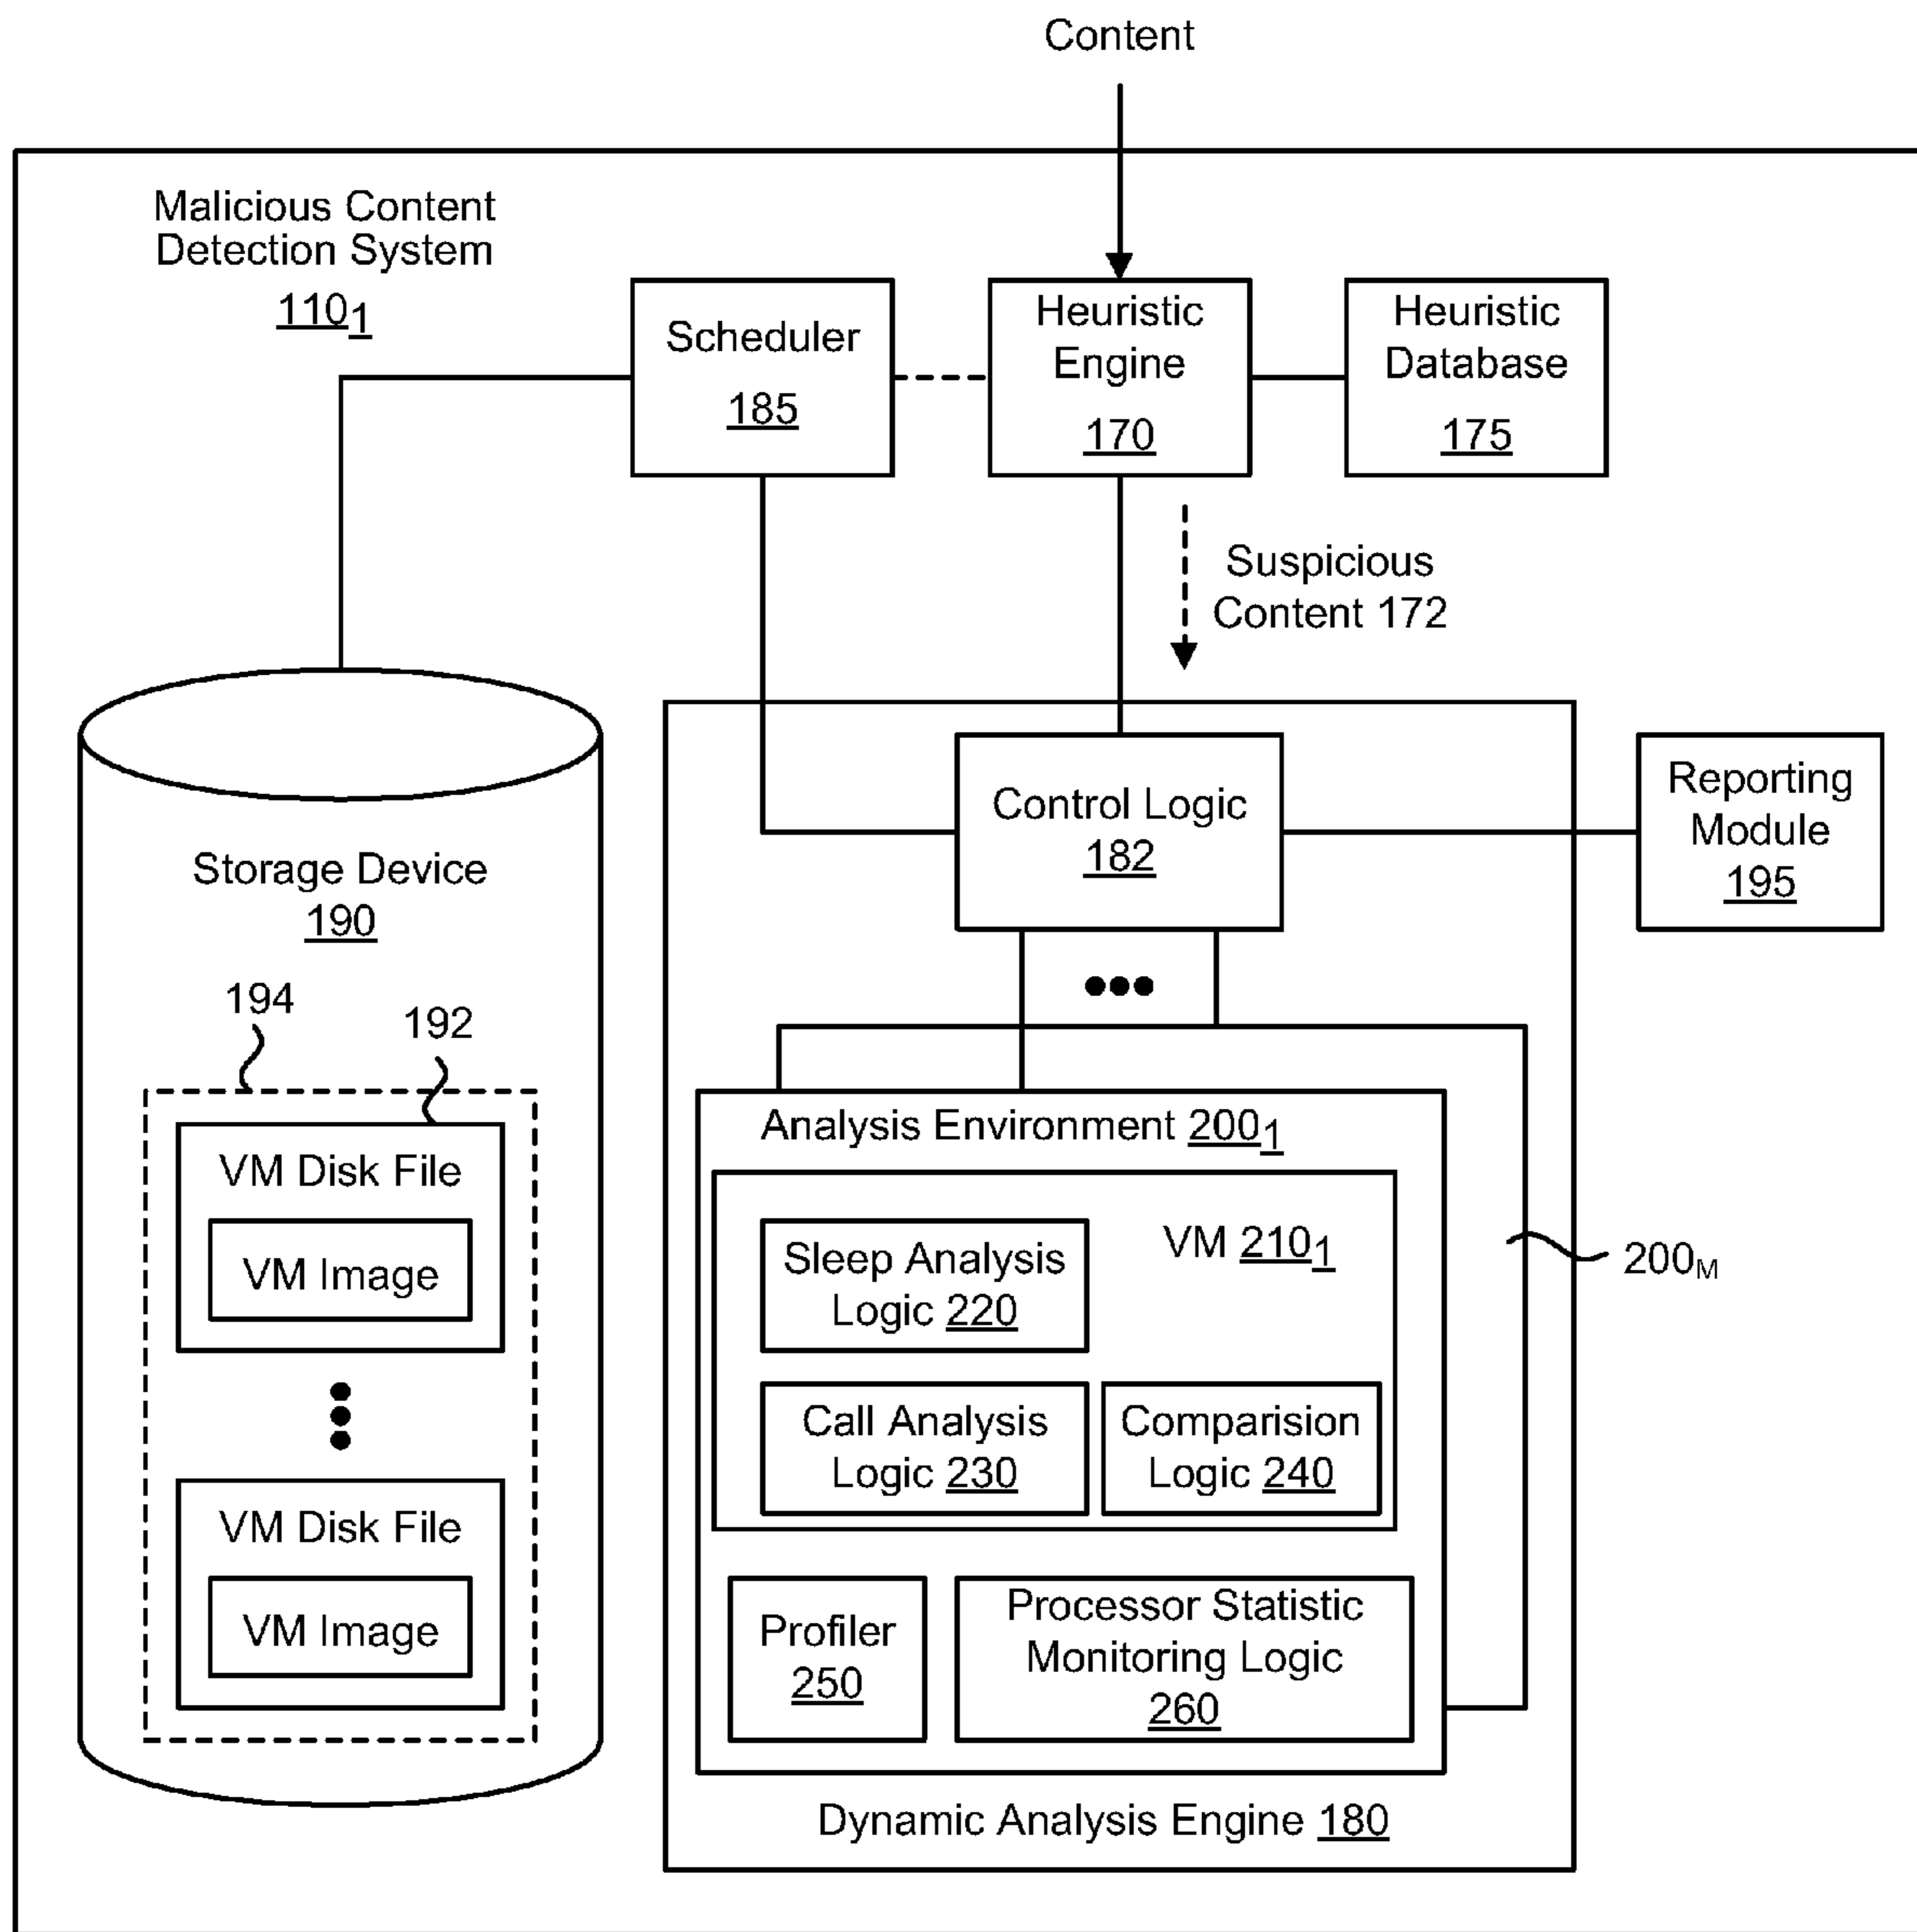 Content
Malicious Content
Detection System
110₁
Scheduler
185
Heuristic
Engine
170
Heuristic
Database
175
Suspicious
Content 172
Control Logic
182
Reporting
Module
195
Storage Device
190
194
192
VM Disk File
VM Image
VM Disk File
VM Image
Analysis Environment 200₁
VM 210₁
Sleep Analysis
Logic 220
Call Analysis
Logic 230
Comparision
Logic 240
200M
Profiler
250
Processor Statistic
Monitoring Logic
260
Dynamic Analysis Engine 180